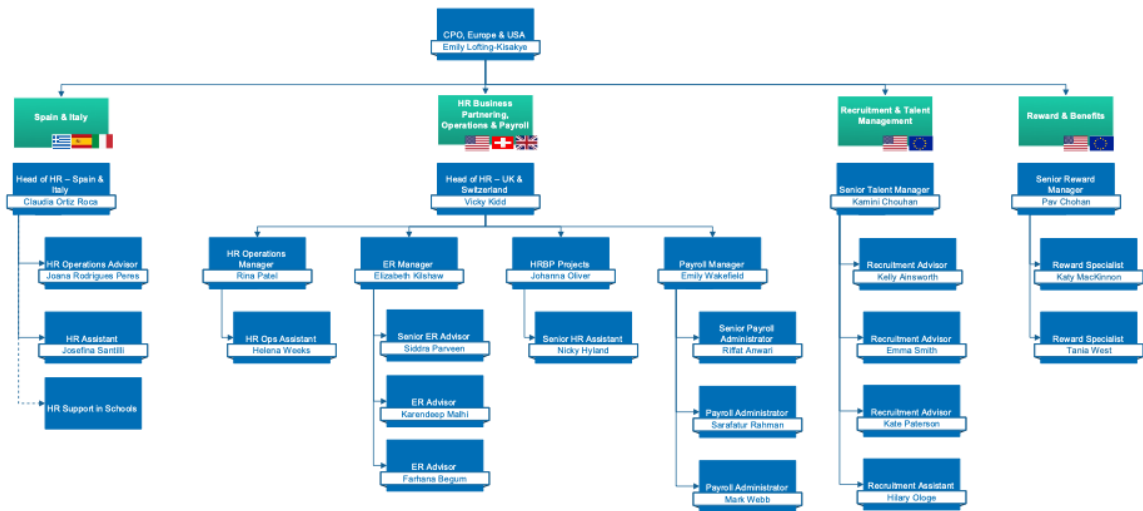 CPO, Europe & USA
Emily Lofting-Kisakye
Spain & Italy
HR Business
Partnering,
Operations & Payroll
Recruitment & Talent
Management
Reward & Benefits
Head of HR – Spain &
Italy
Claudia Ortiz Roca
Head of HR – UK &
Switzerland
Vicky Kidd
Senior Talent Manager
Kamini Chouhan
Senior Reward
Manager
Pav Chohan
HR Operations Advisor
Joana Rodrigues Peres
HR Operations
Manager
Rina Patel
ER Manager
Elizabeth Kilshaw
HRBP Projects
Johanna Oliver
Payroll Manager
Emily Wakefield
Recruitment Advisor
Kelly Ainsworth
Reward Specialist
Katy MacKinnon
HR Assistant
Josefina Santilli
HR Ops Assistant
Helena Weeks
Senior ER Advisor
Siddra Parveen
Senior HR Assistant
Nicky Hyland
Senior Payroll
Administrator
Riffat Anwari
Recruitment Advisor
Emma Smith
Reward Specialist
Tania West
HR Support in Schools
ER Advisor
Karendeep Malhi
Payroll Administrator
Sarafatur Rahman
Recruitment Advisor
Kate Paterson
ER Advisor
Farhana Begum
Payroll Administrator
Mark Webb
Recruitment Assistant
Hilary Ologe